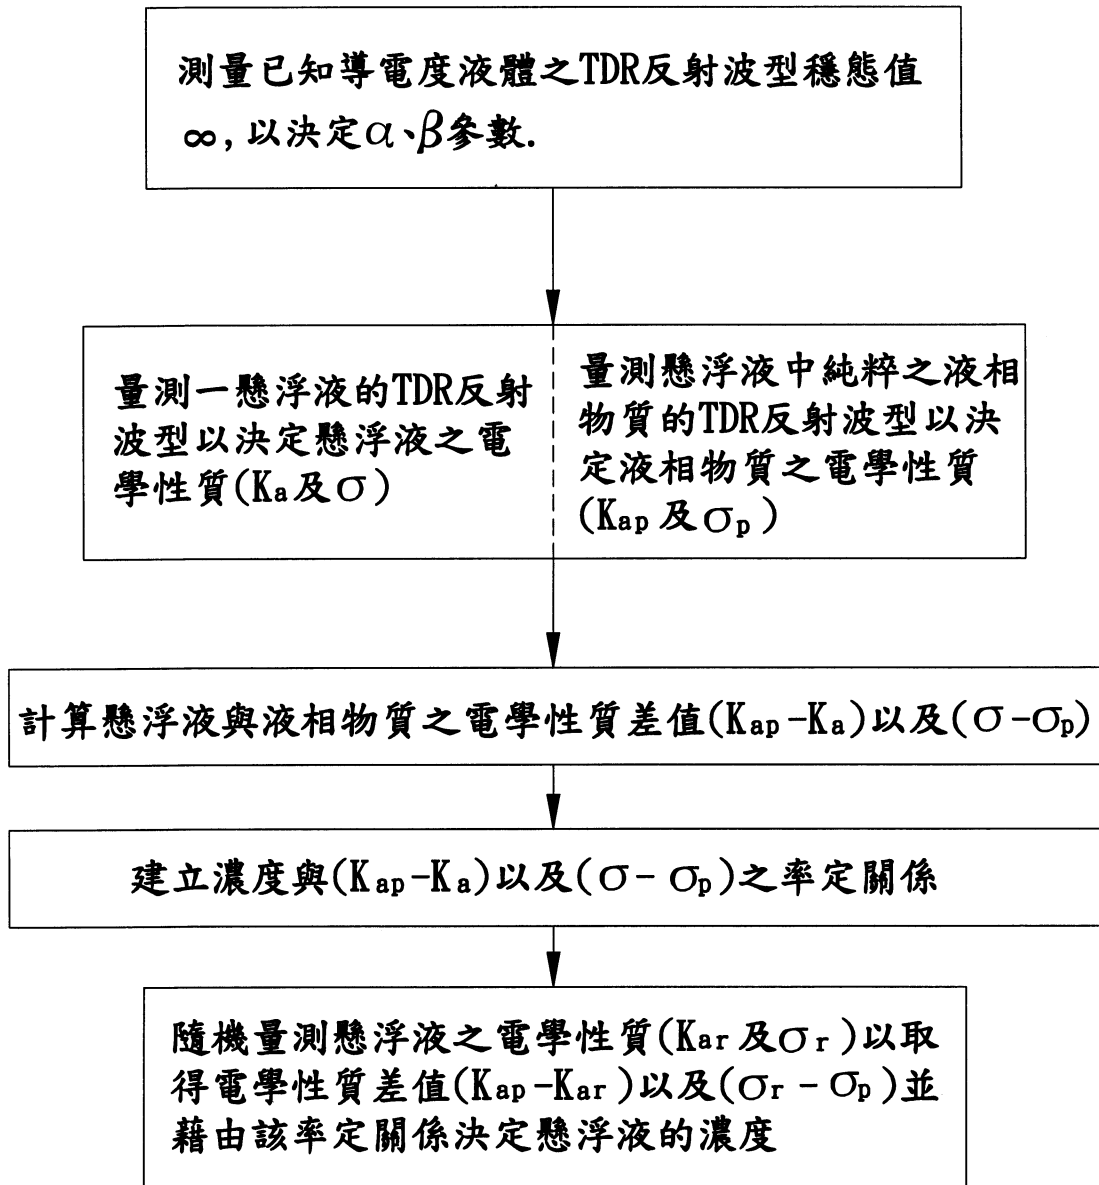 測量已知導電度液體之TDR反射波型穩態值
∞,以決定α、β參數.
量測一懸浮液的TDR反射
波型以決定懸浮液之電
學性質(Ka及σ)
量測懸浮液中純粹之液相
物質的TDR反射波型以決
定液相物質之電學性質
(Kap及σp)
計算懸浮液與液相物質之電學性質差值(Kap-Ka)以及(σ-σp)
建立濃度與(Kap-Ka)以及(σ-σp)之率定關係
隨機量測懸浮液之電學性質(Kar及σr)以取
得電學性質差值(Kap-Kar)以及(σr-σp)並
藉由該率定關係決定懸浮液的濃度